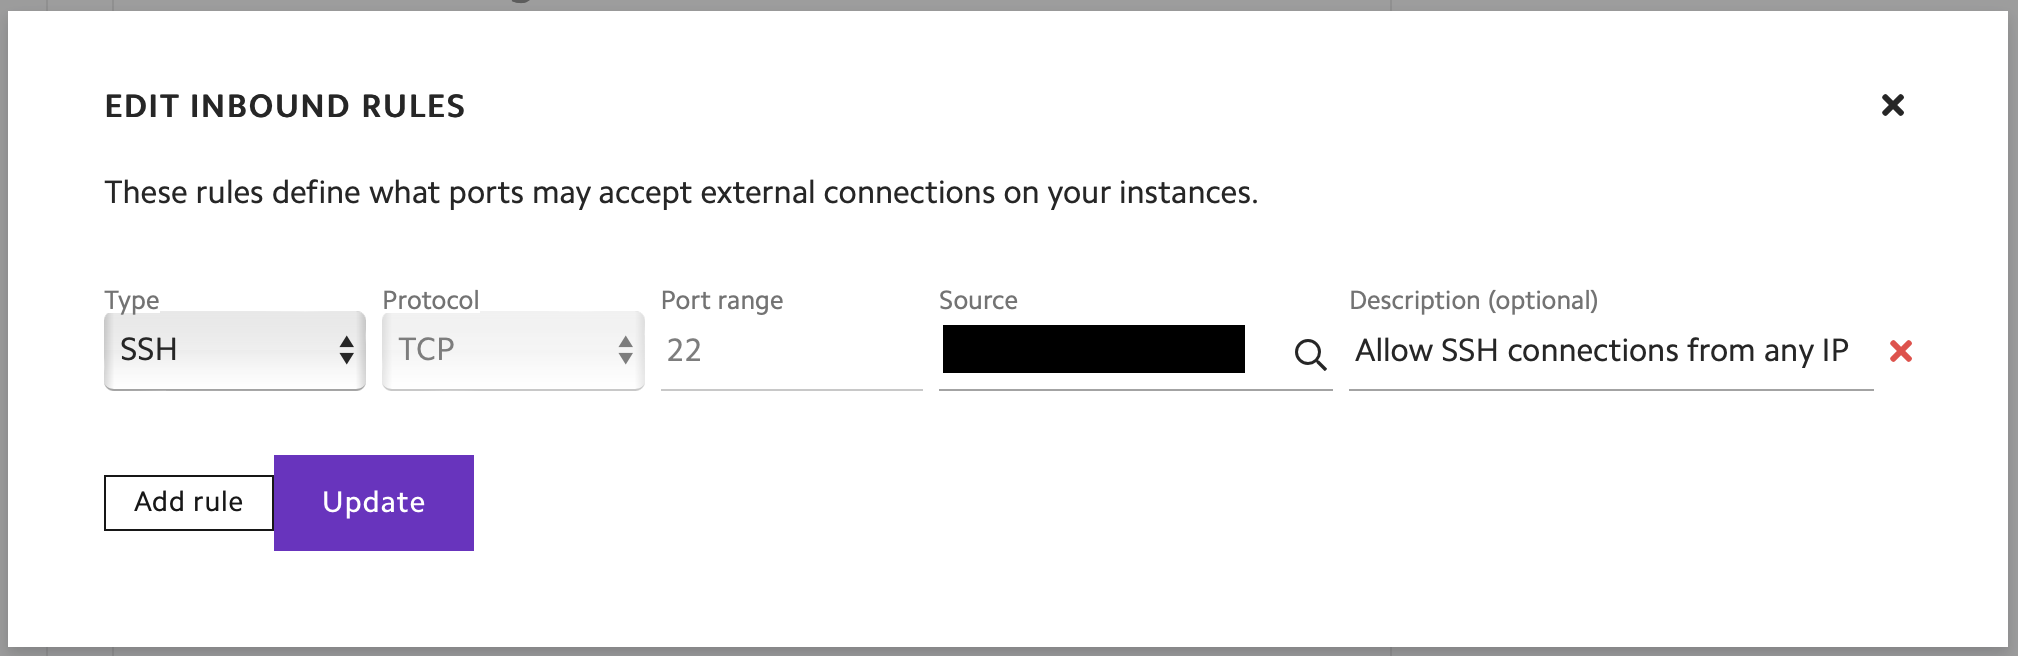 EDIT INBOUND RULES
These rules define what ports may accept external connections on your instances.
Type Protocol Port range Source Description (optional)
SSH TCP 22 Allow SSH connections from any IP
Add rule Update